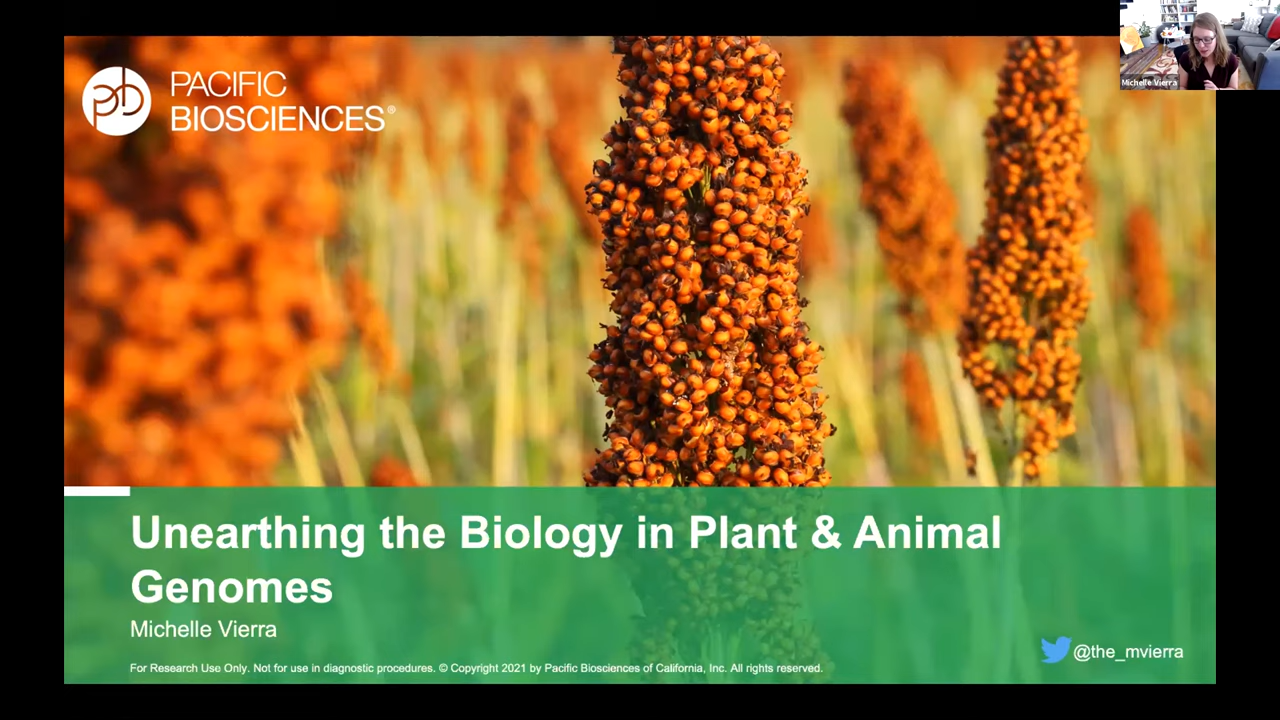 Michelle Vierra
pb
PACIFIC
BIOSCIENCES®
Unearthing the Biology in Plant & Animal
Genomes
Michelle Vierra
@the_mvierra
For Research Use Only. Not for use in diagnostic procedures. © Copyright 2021 by Pacific Biosciences of California, Inc. All rights reserved.